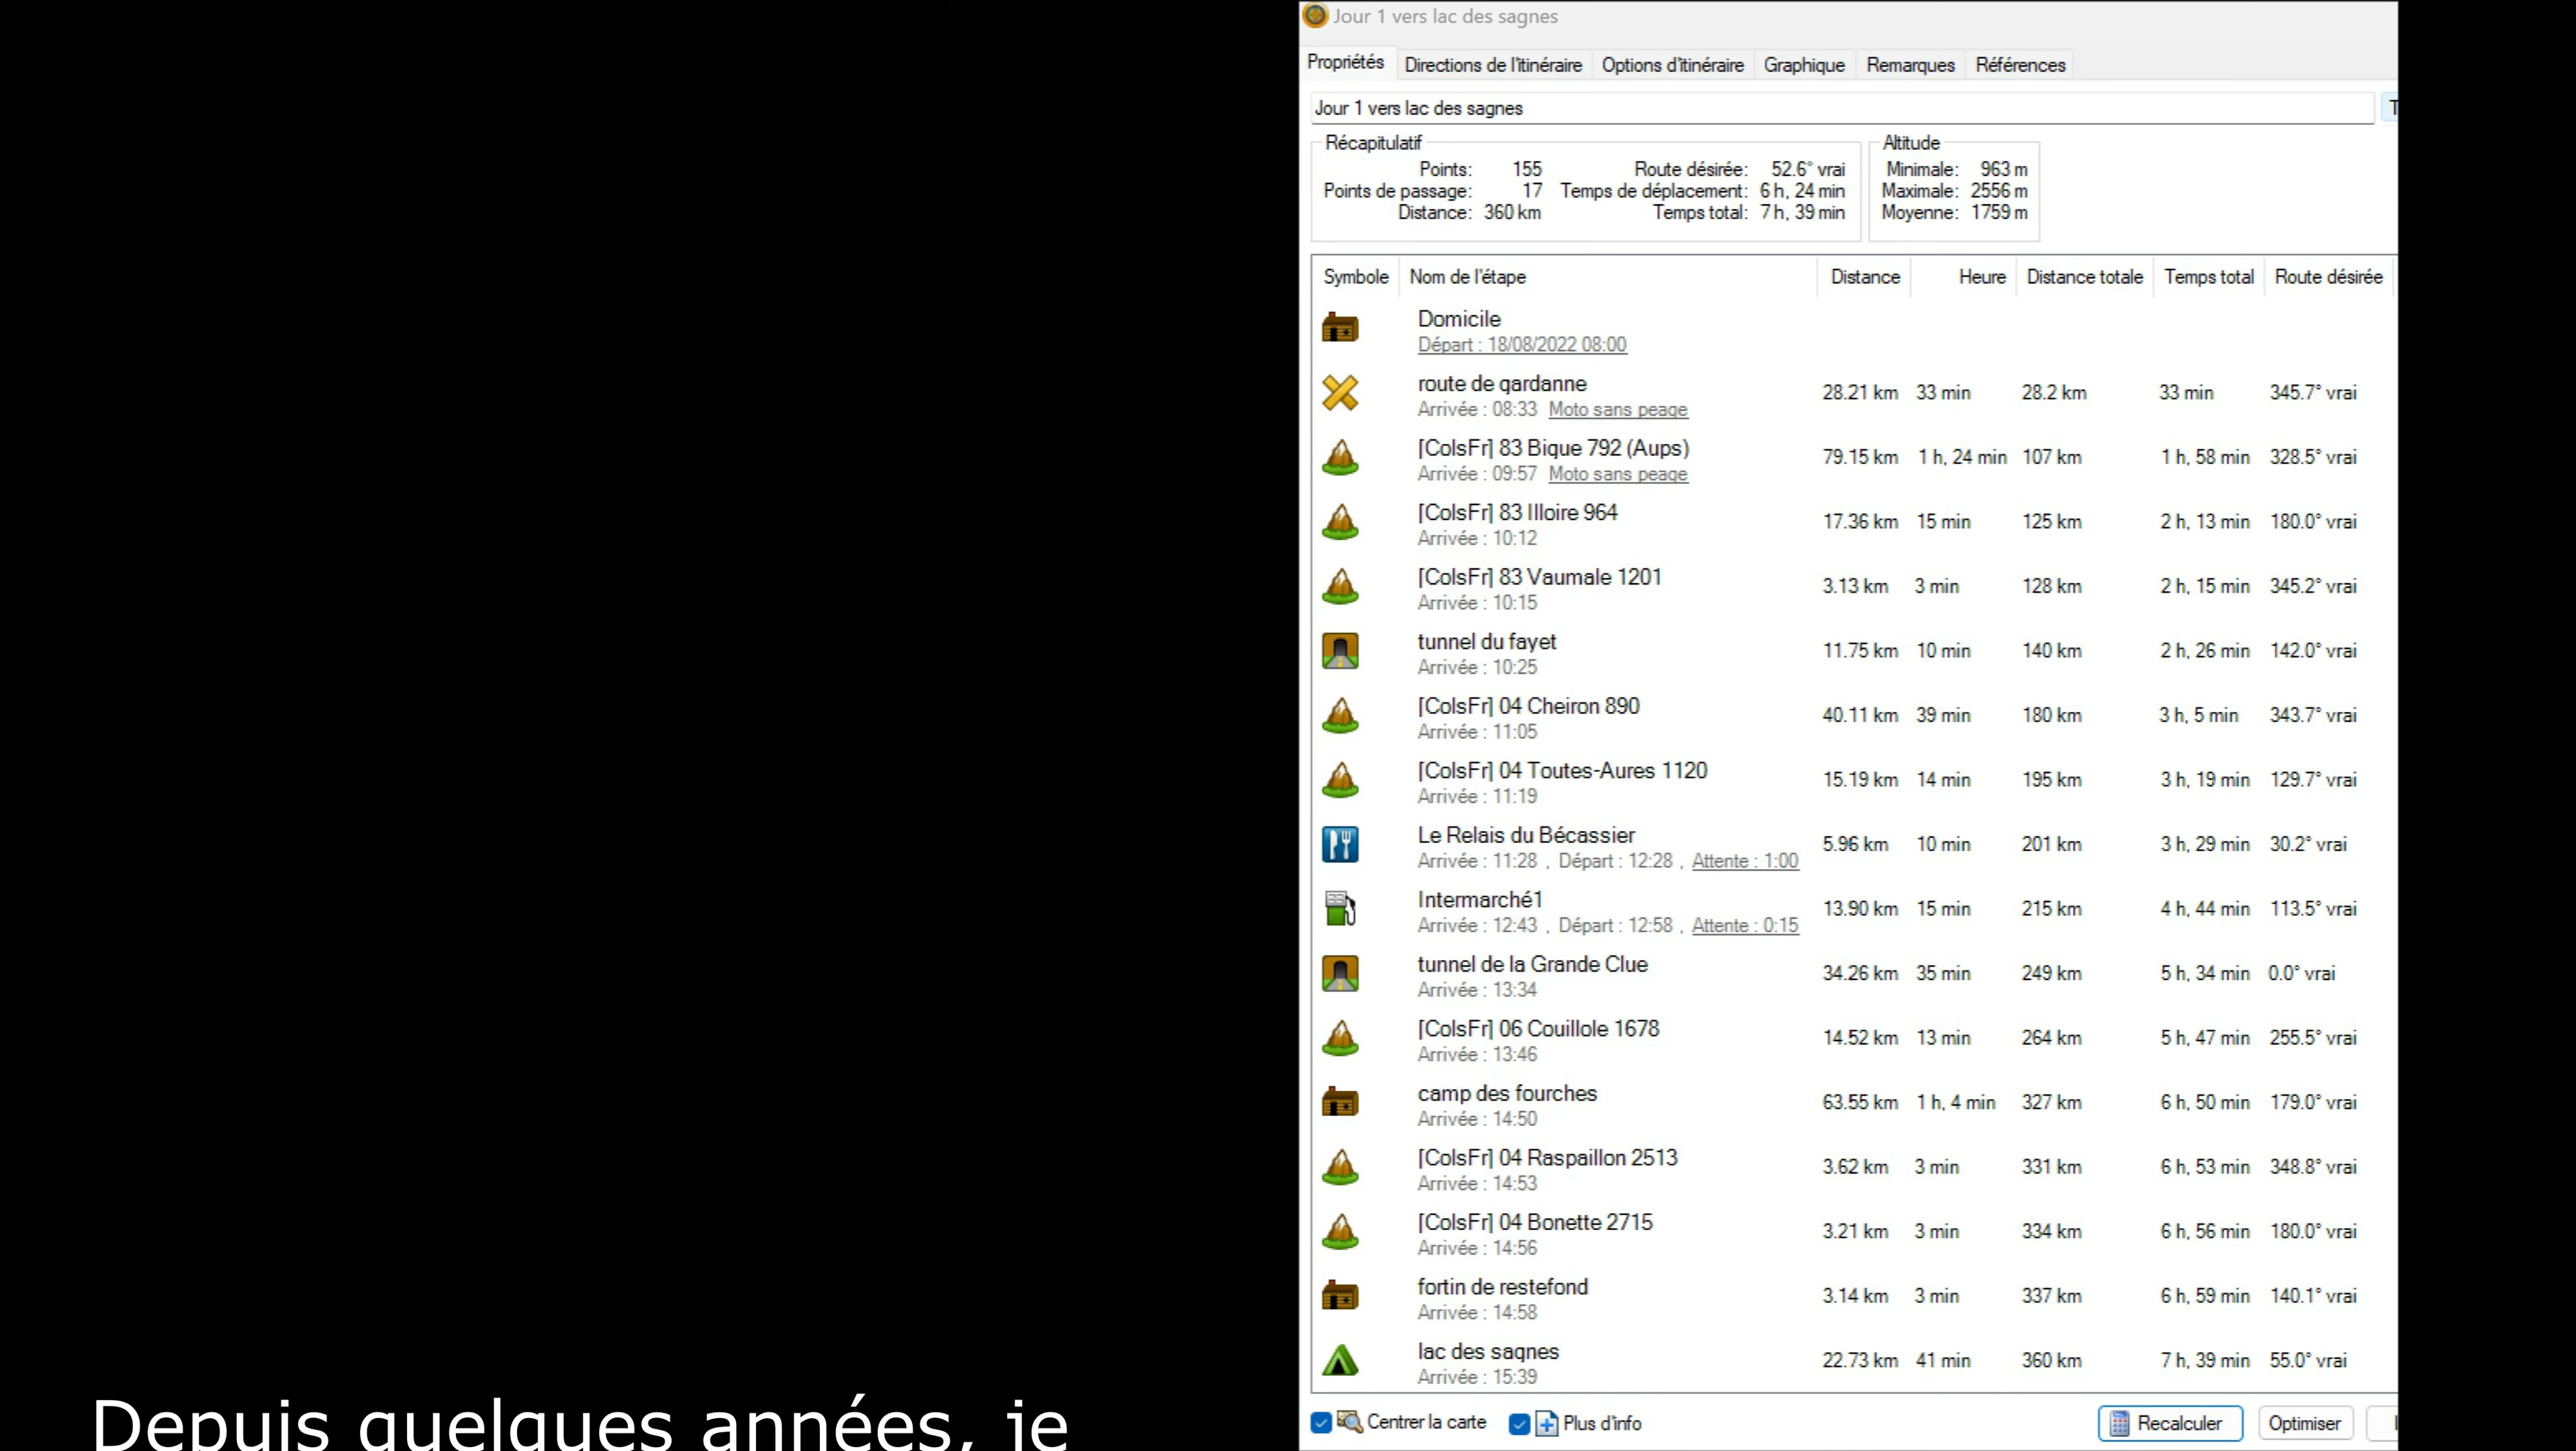 Jour 1 vers lac des sagnes
Propriétés Directions de l'itinéraire Options d'itinéraire Graphique Remarques Références
Jour 1 vers lac des sagnes
Récapitulatif Altitude
Points: 155 Route désirée: 52.6° vrai Minimale: 963 m
Points de passage: 17 Temps de déplacement: 6 h, 24 min Maximale: 2556 m
Distance: 360 km Temps total: 7 h, 39 min Moyenne: 1759 m
Symbole Nom de l'étape Distance Heure Distance totale Temps total Route désirée
Domicile
Départ : 18/08/2022 08:00
route de gardanne 28.21 km 33 min 28.2 km 33 min 345.7° vrai
Arrivée : 08:33 Moto sans peage
[ColsFr] 83 Bigue 792 (Aups) 79.15 km 1 h, 24 min 107 km 1 h, 58 min 328.5° vrai
Arrivée : 09:57 Moto sans peage
[ColsFr] 83 Illoire 964 17.36 km 15 min 125 km 2 h, 13 min 180.0° vrai
Arrivée : 10:12
[ColsFr] 83 Vaumale 1201 3.13 km 3 min 128 km 2 h, 15 min 345.2° vrai
Arrivée : 10:15
tunnel du fayet 11.75 km 10 min 140 km 2 h, 26 min 142.0° vrai
Arrivée : 10:25
[ColsFr] 04 Cheiron 890 40.11 km 39 min 180 km 3 h, 5 min 343.7° vrai
Arrivée : 11:05
[ColsFr] 04 Toutes-Aures 1120 15.19 km 14 min 195 km 3 h, 19 min 129.7° vrai
Arrivée : 11:19
Le Relais du Bécassier 5.96 km 10 min 201 km 3 h, 29 min 30.2° vrai
Arrivée : 11:28 , Départ : 12:28 , Attente : 1:00
Intermarché1 13.90 km 15 min 215 km 4 h, 44 min 113.5° vrai
Arrivée : 12:43 , Départ : 12:58 , Attente : 0:15
tunnel de la Grande Clue 34.26 km 35 min 249 km 5 h, 34 min 0.0° vrai
Arrivée : 13:34
[ColsFr] 06 Couillole 1678 14.52 km 13 min 264 km 5 h, 47 min 255.5° vrai
Arrivée : 13:46
camp des fourches 63.55 km 1 h, 4 min 327 km 6 h, 50 min 179.0° vrai
Arrivée : 14:50
[ColsFr] 04 Raspaillon 2513 3.62 km 3 min 331 km 6 h, 53 min 348.8° vrai
Arrivée : 14:53
[ColsFr] 04 Bonette 2715 3.21 km 3 min 334 km 6 h, 56 min 180.0° vrai
Arrivée : 14:56
fortin de restefond 3.14 km 3 min 337 km 6 h, 59 min 140.1° vrai
Arrivée : 14:58
lac des sagnes 22.73 km 41 min 360 km 7 h, 39 min 55.0° vrai
Arrivée : 15:39
Centrer la carte Plus d'info Recalculer Optimiser
Depuis quelques années, je